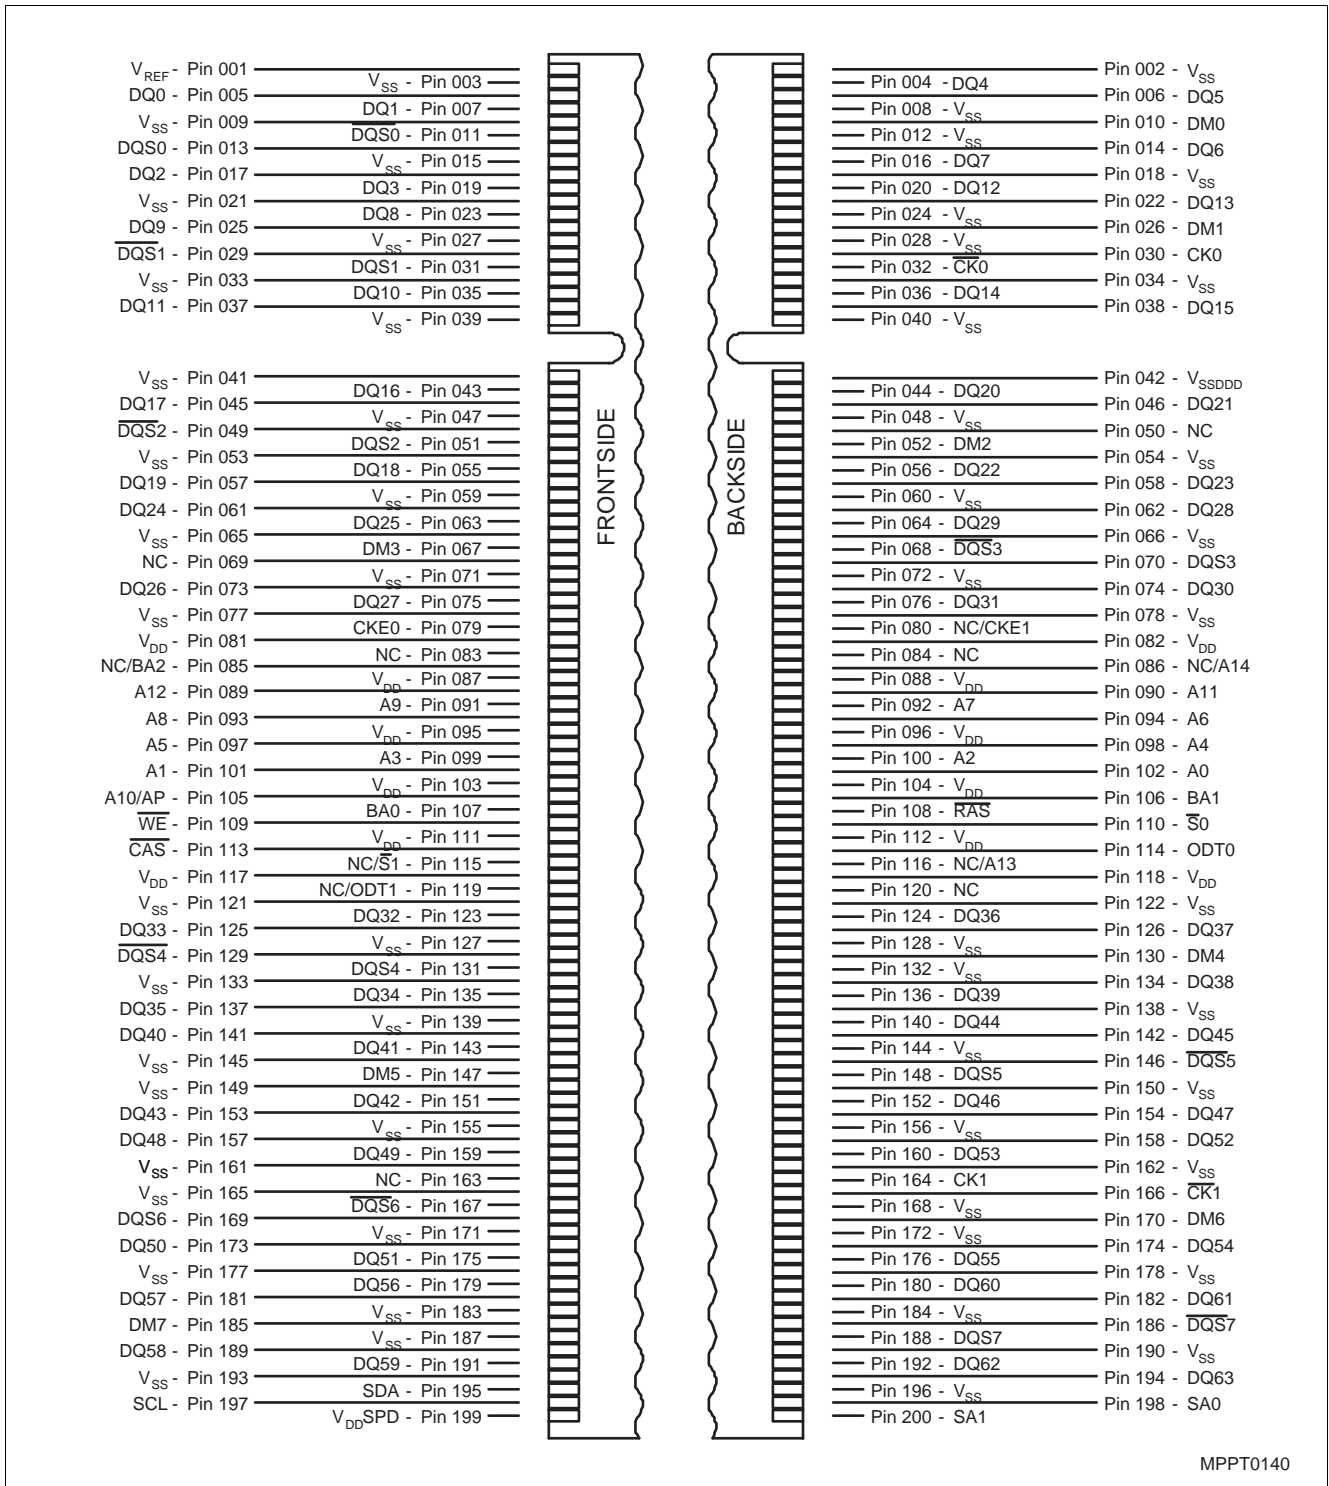 VREF - Pin 001
VSS - Pin 003
DQ0 - Pin 005
DQ1 - Pin 007
VSS - Pin 009
D̅Q̅S̅0̅ - Pin 011
DQS0 - Pin 013
VSS - Pin 015
DQ2 - Pin 017
DQ3 - Pin 019
VSS - Pin 021
DQ8 - Pin 023
DQ9 - Pin 025
VSS - Pin 027
D̅Q̅S̅1̅ - Pin 029
DQS1 - Pin 031
VSS - Pin 033
DQ10 - Pin 035
DQ11 - Pin 037
VSS - Pin 039
VSS - Pin 041
DQ16 - Pin 043
DQ17 - Pin 045
VSS - Pin 047
D̅Q̅S̅2̅ - Pin 049
DQS2 - Pin 051
VSS - Pin 053
DQ18 - Pin 055
DQ19 - Pin 057
VSS - Pin 059
DQ24 - Pin 061
DQ25 - Pin 063
VSS - Pin 065
DM3 - Pin 067
NC - Pin 069
VSS - Pin 071
DQ26 - Pin 073
DQ27 - Pin 075
VSS - Pin 077
CKE0 - Pin 079
VDD - Pin 081
NC - Pin 083
NC/BA2 - Pin 085
VDD - Pin 087
A12 - Pin 089
A9 - Pin 091
A8 - Pin 093
VDD - Pin 095
A5 - Pin 097
A3 - Pin 099
A1 - Pin 101
VDD - Pin 103
A10/AP - Pin 105
BA0 - Pin 107
W̅E̅ - Pin 109
VDD - Pin 111
C̅A̅S̅ - Pin 113
NC/S̅1 - Pin 115
VDD - Pin 117
NC/ODT1 - Pin 119
VSS - Pin 121
DQ32 - Pin 123
DQ33 - Pin 125
VSS - Pin 127
D̅Q̅S̅4̅ - Pin 129
DQS4 - Pin 131
VSS - Pin 133
DQ34 - Pin 135
DQ35 - Pin 137
VSS - Pin 139
DQ40 - Pin 141
DQ41 - Pin 143
VSS - Pin 145
DM5 - Pin 147
VSS - Pin 149
DQ42 - Pin 151
DQ43 - Pin 153
VSS - Pin 155
DQ48 - Pin 157
DQ49 - Pin 159
VSS - Pin 161
NC - Pin 163
VSS - Pin 165
D̅Q̅S̅6 - Pin 167
DQS6 - Pin 169
VSS - Pin 171
DQ50 - Pin 173
DQ51 - Pin 175
VSS - Pin 177
DQ56 - Pin 179
DQ57 - Pin 181
VSS - Pin 183
DM7 - Pin 185
VSS - Pin 187
DQ58 - Pin 189
DQ59 - Pin 191
VSS - Pin 193
SDA - Pin 195
SCL - Pin 197
VDDSPD - Pin 199
FRONTSIDE
BACKSIDE
Pin 002 - VSS
Pin 004 - DQ4
Pin 006 - DQ5
Pin 008 - VSS
Pin 010 - DM0
Pin 012 - VSS
Pin 014 - DQ6
Pin 016 - DQ7
Pin 018 - VSS
Pin 020 - DQ12
Pin 022 - DQ13
Pin 024 - VSS
Pin 026 - DM1
Pin 028 - VSS
Pin 030 - CK0
Pin 032 - C̅K̅0
Pin 034 - VSS
Pin 036 - DQ14
Pin 038 - DQ15
Pin 040 - VSS
Pin 042 - VSSDDD
Pin 044 - DQ20
Pin 046 - DQ21
Pin 048 - VSS
Pin 050 - NC
Pin 052 - DM2
Pin 054 - VSS
Pin 056 - DQ22
Pin 058 - DQ23
Pin 060 - VSS
Pin 062 - DQ28
Pin 064 - DQ29
Pin 066 - VSS
Pin 068 - D̅Q̅S̅3̅
Pin 070 - DQS3
Pin 072 - VSS
Pin 074 - DQ30
Pin 076 - DQ31
Pin 078 - VSS
Pin 080 - NC/CKE1
Pin 082 - VDD
Pin 084 - NC
Pin 086 - NC/A14
Pin 088 - VDD
Pin 090 - A11
Pin 092 - A7
Pin 094 - A6
Pin 096 - VDD
Pin 098 - A4
Pin 100 - A2
Pin 102 - A0
Pin 104 - VDD
Pin 106 - BA1
Pin 108 - R̅A̅S̅
Pin 110 - S̅0
Pin 112 - VDD
Pin 114 - ODT0
Pin 116 - NC/A13
Pin 118 - VDD
Pin 120 - NC
Pin 122 - VSS
Pin 124 - DQ36
Pin 126 - DQ37
Pin 128 - VSS
Pin 130 - DM4
Pin 132 - VSS
Pin 134 - DQ38
Pin 136 - DQ39
Pin 138 - VSS
Pin 140 - DQ44
Pin 142 - DQ45
Pin 144 - VSS
Pin 146 - D̅Q̅S̅5̅
Pin 148 - DQS5
Pin 150 - VSS
Pin 152 - DQ46
Pin 154 - DQ47
Pin 156 - VSS
Pin 158 - DQ52
Pin 160 - DQ53
Pin 162 - VSS
Pin 164 - CK1
Pin 166 - C̅K̅1
Pin 168 - VSS
Pin 170 - DM6
Pin 172 - VSS
Pin 174 - DQ54
Pin 176 - DQ55
Pin 178 - VSS
Pin 180 - DQ60
Pin 182 - DQ61
Pin 184 - VSS
Pin 186 - D̅Q̅S̅7
Pin 188 - DQS7
Pin 190 - VSS
Pin 192 - DQ62
Pin 194 - DQ63
Pin 196 - VSS
Pin 198 - SA0
Pin 200 - SA1
MPPT0140